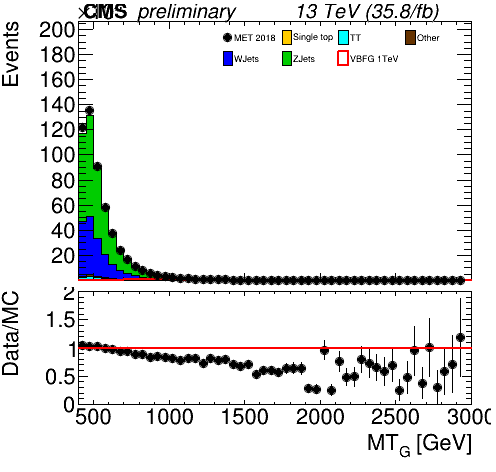 CMS preliminary 13 TeV (35.8/fb)
Events
200
180
160
140
120
100
80
60
40
20
MET 2018 Single top TT Other
WJets ZJets VBFG 1TeV
Data/MC
2
1.5
1
0.5
0
500 1000 1500 2000 2500 3000
MT_G [GeV]